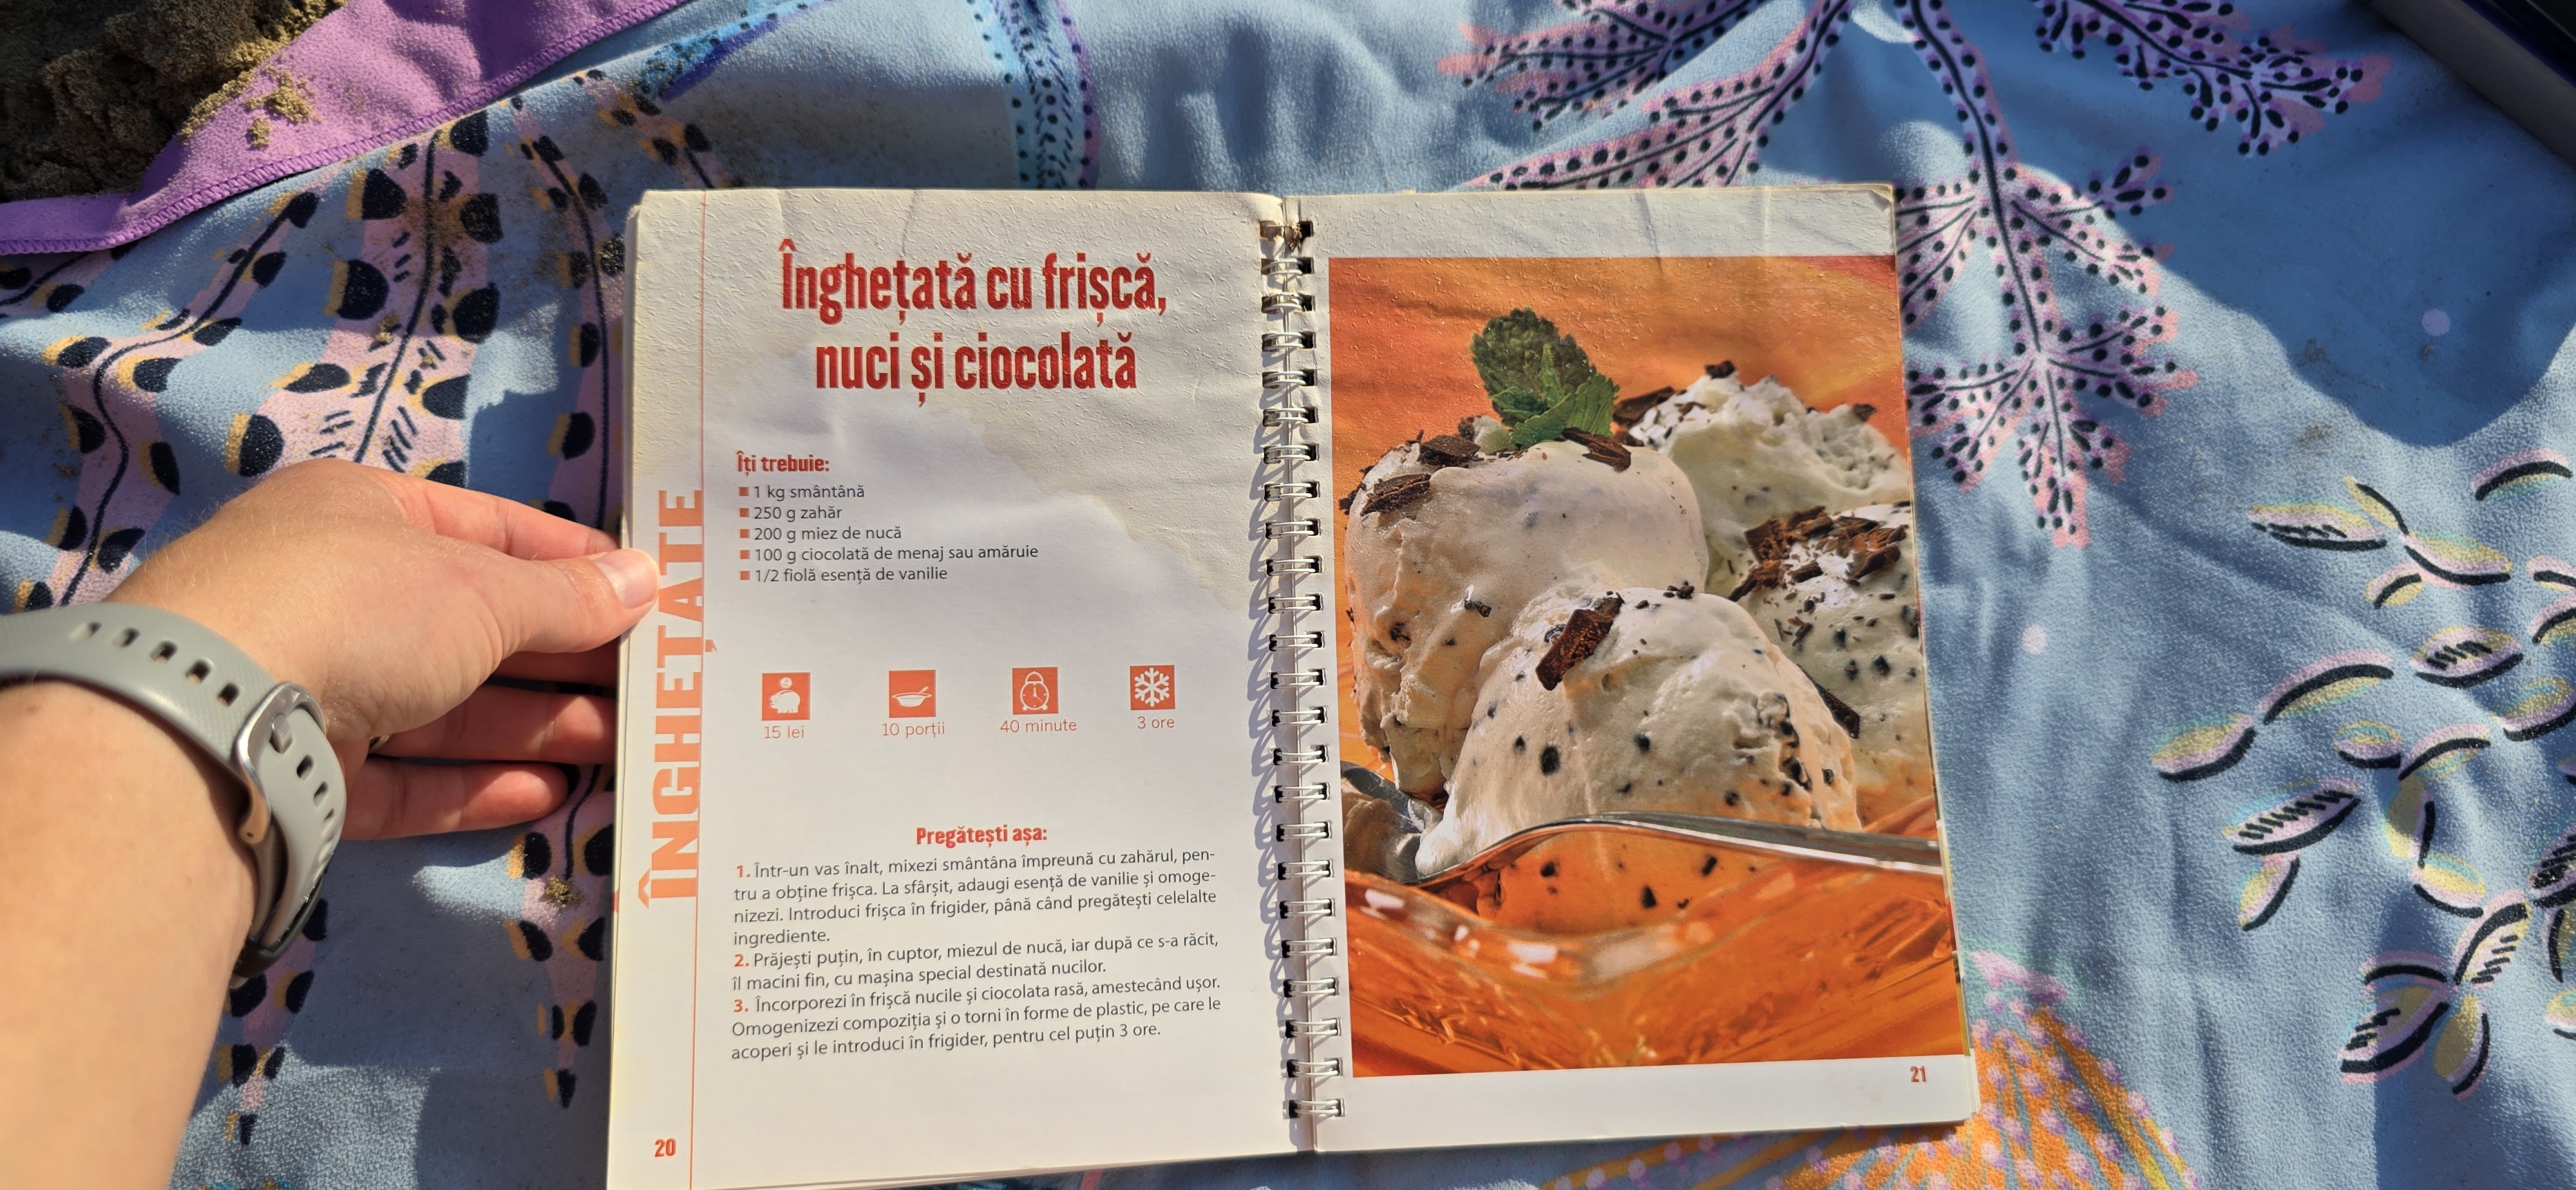 ÎNGHEȚATE
Înghețată cu frișcă,
nuci și ciocolată
Îți trebuie:
■ 1 kg smântână
■ 250 g zahăr
■ 200 g miez de nucă
■ 100 g ciocolată de menaj sau amăruie
■ 1/2 fiolă esență de vanilie
15 lei
10 porții
40 minute
3 ore
Pregătești așa:
1. Într-un vas înalt, mixezi smântâna împreună cu zahărul, pen-
tru a obține frișca. La sfârșit, adaugi esență de vanilie și omoge-
nizezi. Introduci frișca în frigider, până când pregătești celelalte
ingrediente.
2. Prăjești puțin, în cuptor, miezul de nucă, iar după ce s-a răcit,
îl macini fin, cu mașina special destinată nucilor.
3. Încorporezi în frișcă nucile și ciocolata rasă, amestecând ușor.
Omogenizezi compoziția și o torni în forme de plastic, pe care le
acoperi și le introduci în frigider, pentru cel puțin 3 ore.
20
21